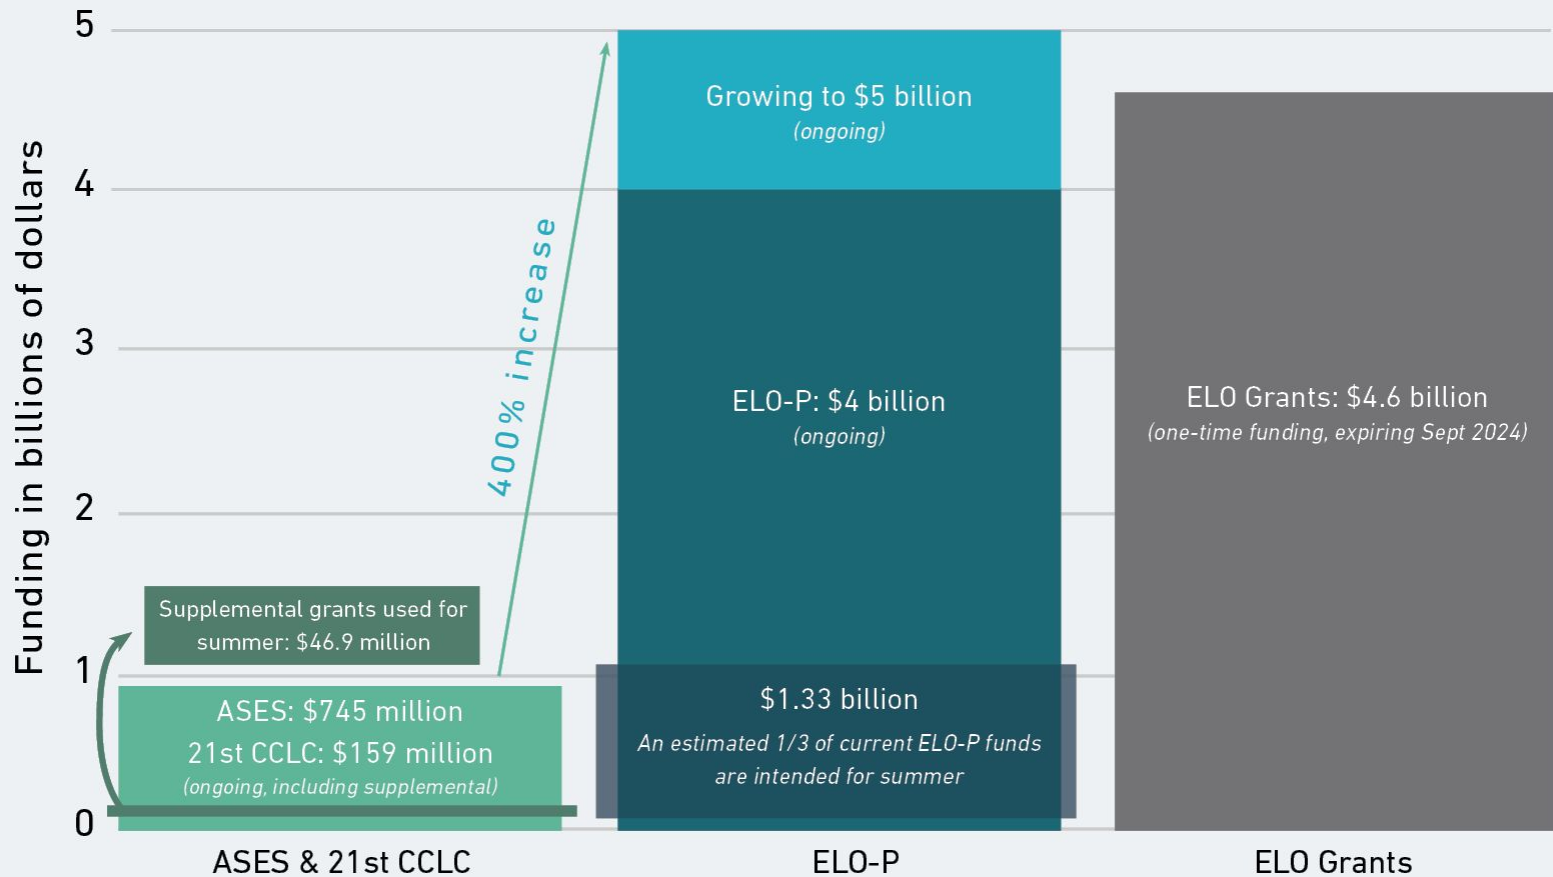 Funding in billions of dollars
5
4
3
2
1
0
400% increase
Supplemental grants used for
summer: $46.9 million
ASES: $745 million
21st CCLC: $159 million
(ongoing, including supplemental)
ASES & 21st CCLC
Growing to $5 billion
(ongoing)
ELO-P: $4 billion
(ongoing)
$1.33 billion
An estimated 1/3 of current ELO-P funds
are intended for summer
ELO-P
ELO Grants: $4.6 billion
(one-time funding, expiring Sept 2024)
ELO Grants